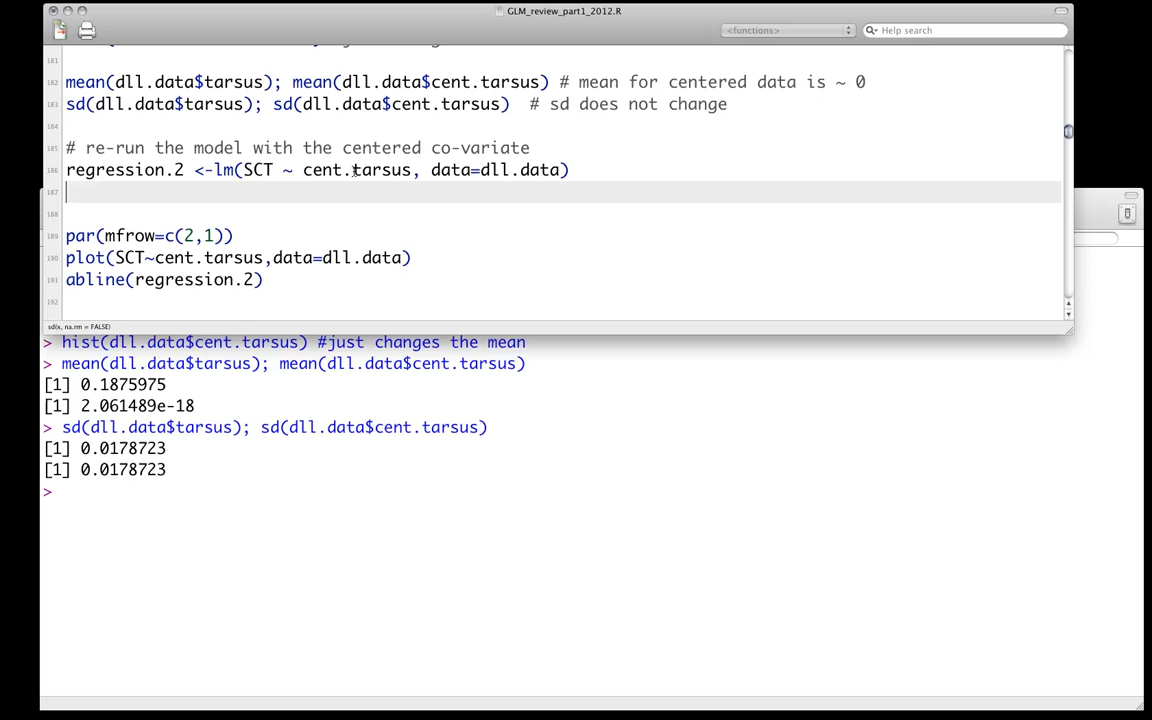 GLM_review_part1_2012.R
<functions>
Help search
181
182 mean(dll.data$tarsus); mean(dll.data$cent.tarsus) # mean for centered data is ~ 0
183 sd(dll.data$tarsus); sd(dll.data$cent.tarsus)  # sd does not change
184
185 # re-run the model with the centered co-variate
186 regression.2 <-lm(SCT ~ cent.tarsus, data=dll.data)
187
188
189 par(mfrow=c(2,1))
190 plot(SCT~cent.tarsus,data=dll.data)
191 abline(regression.2)
192
sd(x, na.rm = FALSE)
> hist(dll.data$cent.tarsus) #just changes the mean
> mean(dll.data$tarsus); mean(dll.data$cent.tarsus)
[1] 0.1875975
[1] 2.061489e-18
> sd(dll.data$tarsus); sd(dll.data$cent.tarsus)
[1] 0.0178723
[1] 0.0178723
>